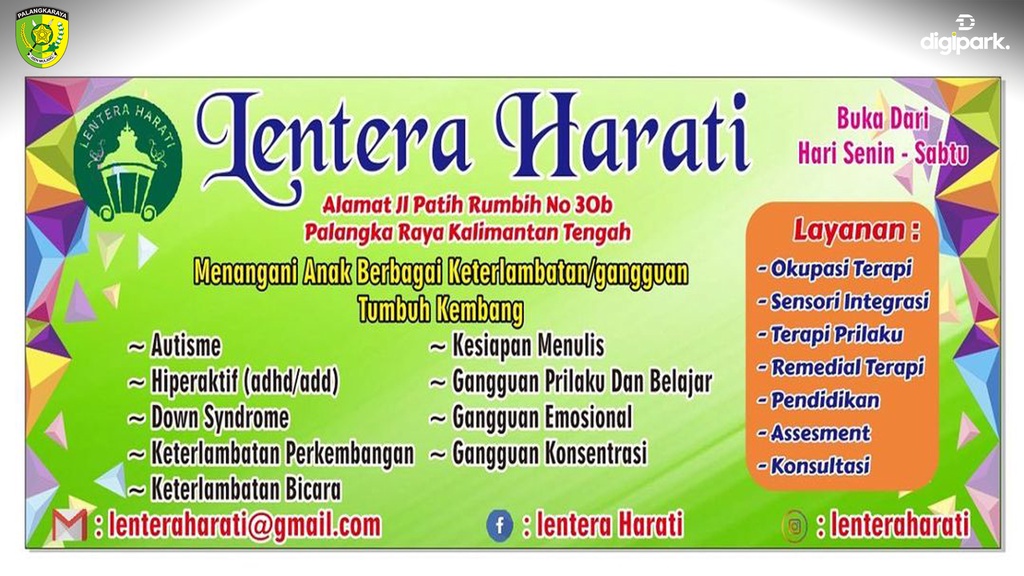 PALANGKARAYA
digipark.
LENTERA HARATI
Lentera Harati
Buka Dari
Hari Senin - Sabtu
Alamat Jl Patih Rumbih No 30b
Palangka Raya Kalimantan Tengah
Menangani Anak Berbagai Keterlambatan/gangguan
Tumbuh Kembang
~ Autisme
~ Hiperaktif (adhd/add)
~ Down Syndrome
~ Keterlambatan Perkembangan
~ Keterlambatan Bicara
~ Kesiapan Menulis
~ Gangguan Prilaku Dan Belajar
~ Gangguan Emosional
~ Gangguan Konsentrasi
Layanan :
- Okupasi Terapi
- Sensori Integrasi
- Terapi Prilaku
- Remedial Terapi
- Pendidikan
- Assesment
- Konsultasi
: lenteraharati@gmail.com
: lentera Harati
: lenteraharati